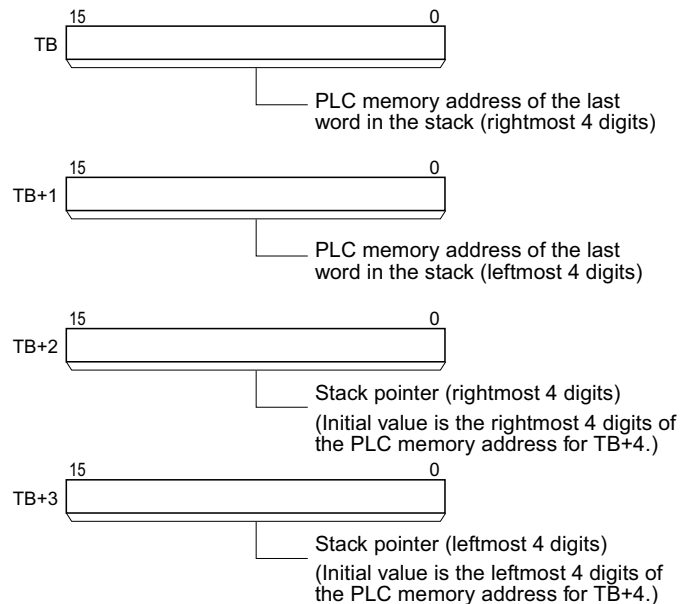 15 0
TB
PLC memory address of the last
word in the stack (rightmost 4 digits)
15 0
TB+1
PLC memory address of the last
word in the stack (leftmost 4 digits)
15 0
TB+2
Stack pointer (rightmost 4 digits)
(Initial value is the rightmost 4 digits of
the PLC memory address for TB+4.)
15 0
TB+3
Stack pointer (leftmost 4 digits)
(Initial value is the leftmost 4 digits of
the PLC memory address for TB+4.)